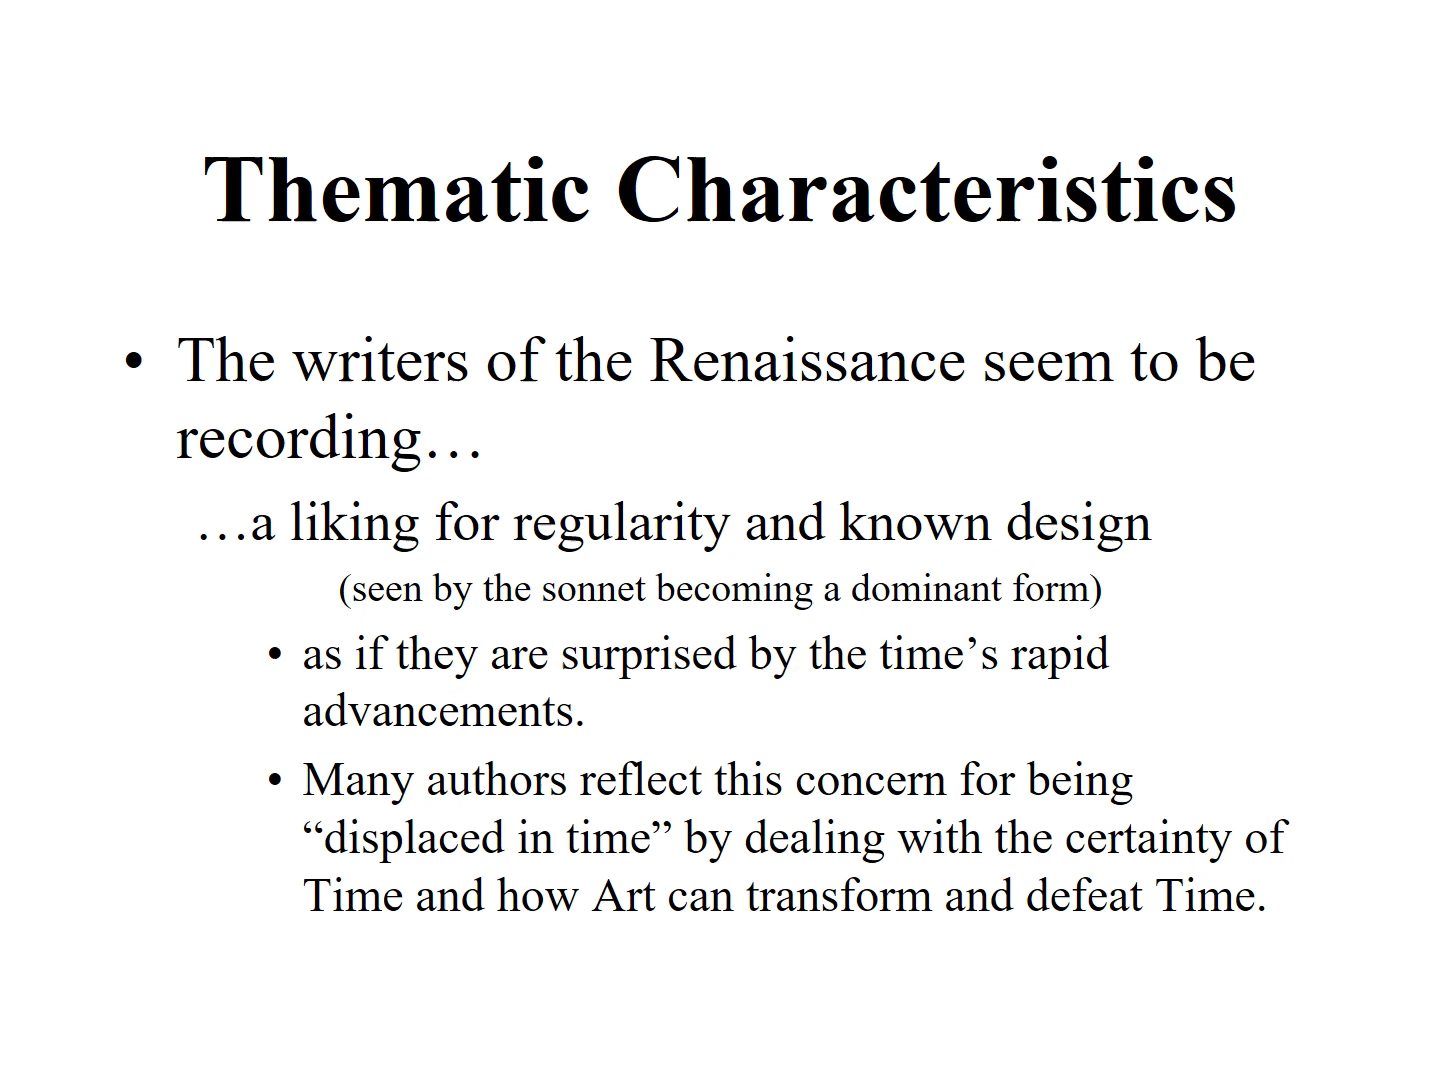 Thematic Characteristics
• The writers of the Renaissance seem to be
recording…
…a liking for regularity and known design
(seen by the sonnet becoming a dominant form)
• as if they are surprised by the time’s rapid
advancements.
• Many authors reflect this concern for being
“displaced in time” by dealing with the certainty of
Time and how Art can transform and defeat Time.